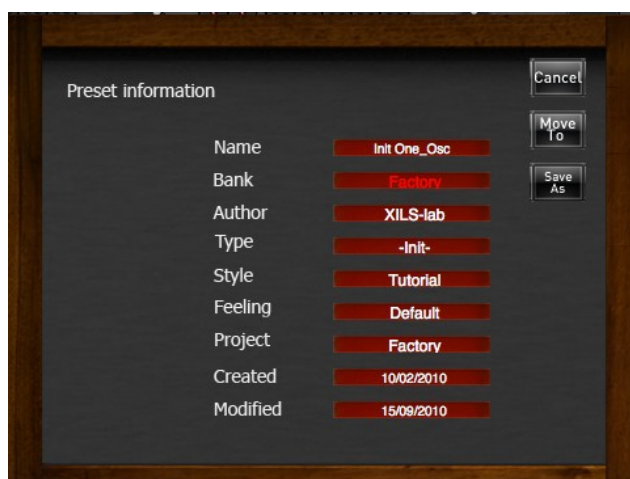 Preset information
Cancel
Move
To
Save
As
Name Init One_Osc
Bank Factory
Author XILS-lab
Type -Init-
Style Tutorial
Feeling Default
Project Factory
Created 10/02/2010
Modified 15/09/2010